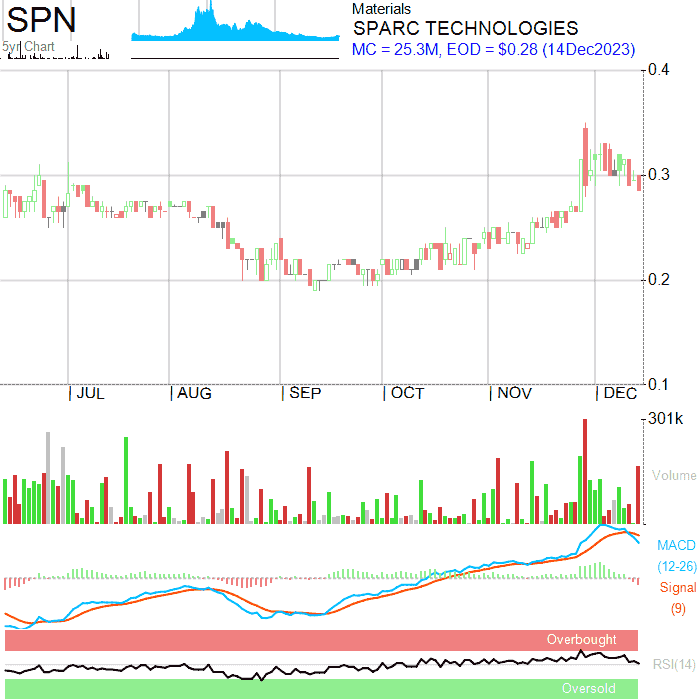 SPN
5yr Chart
Materials
SPARC TECHNOLOGIES
MC = 25.3M, EOD = $0.28 (14Dec2023)
0.4
0.3
0.2
0.1
JUL AUG SEP OCT NOV DEC
301k
Volume
MACD
(12-26)
Signal
(9)
Overbought
RSI(14)
Oversold